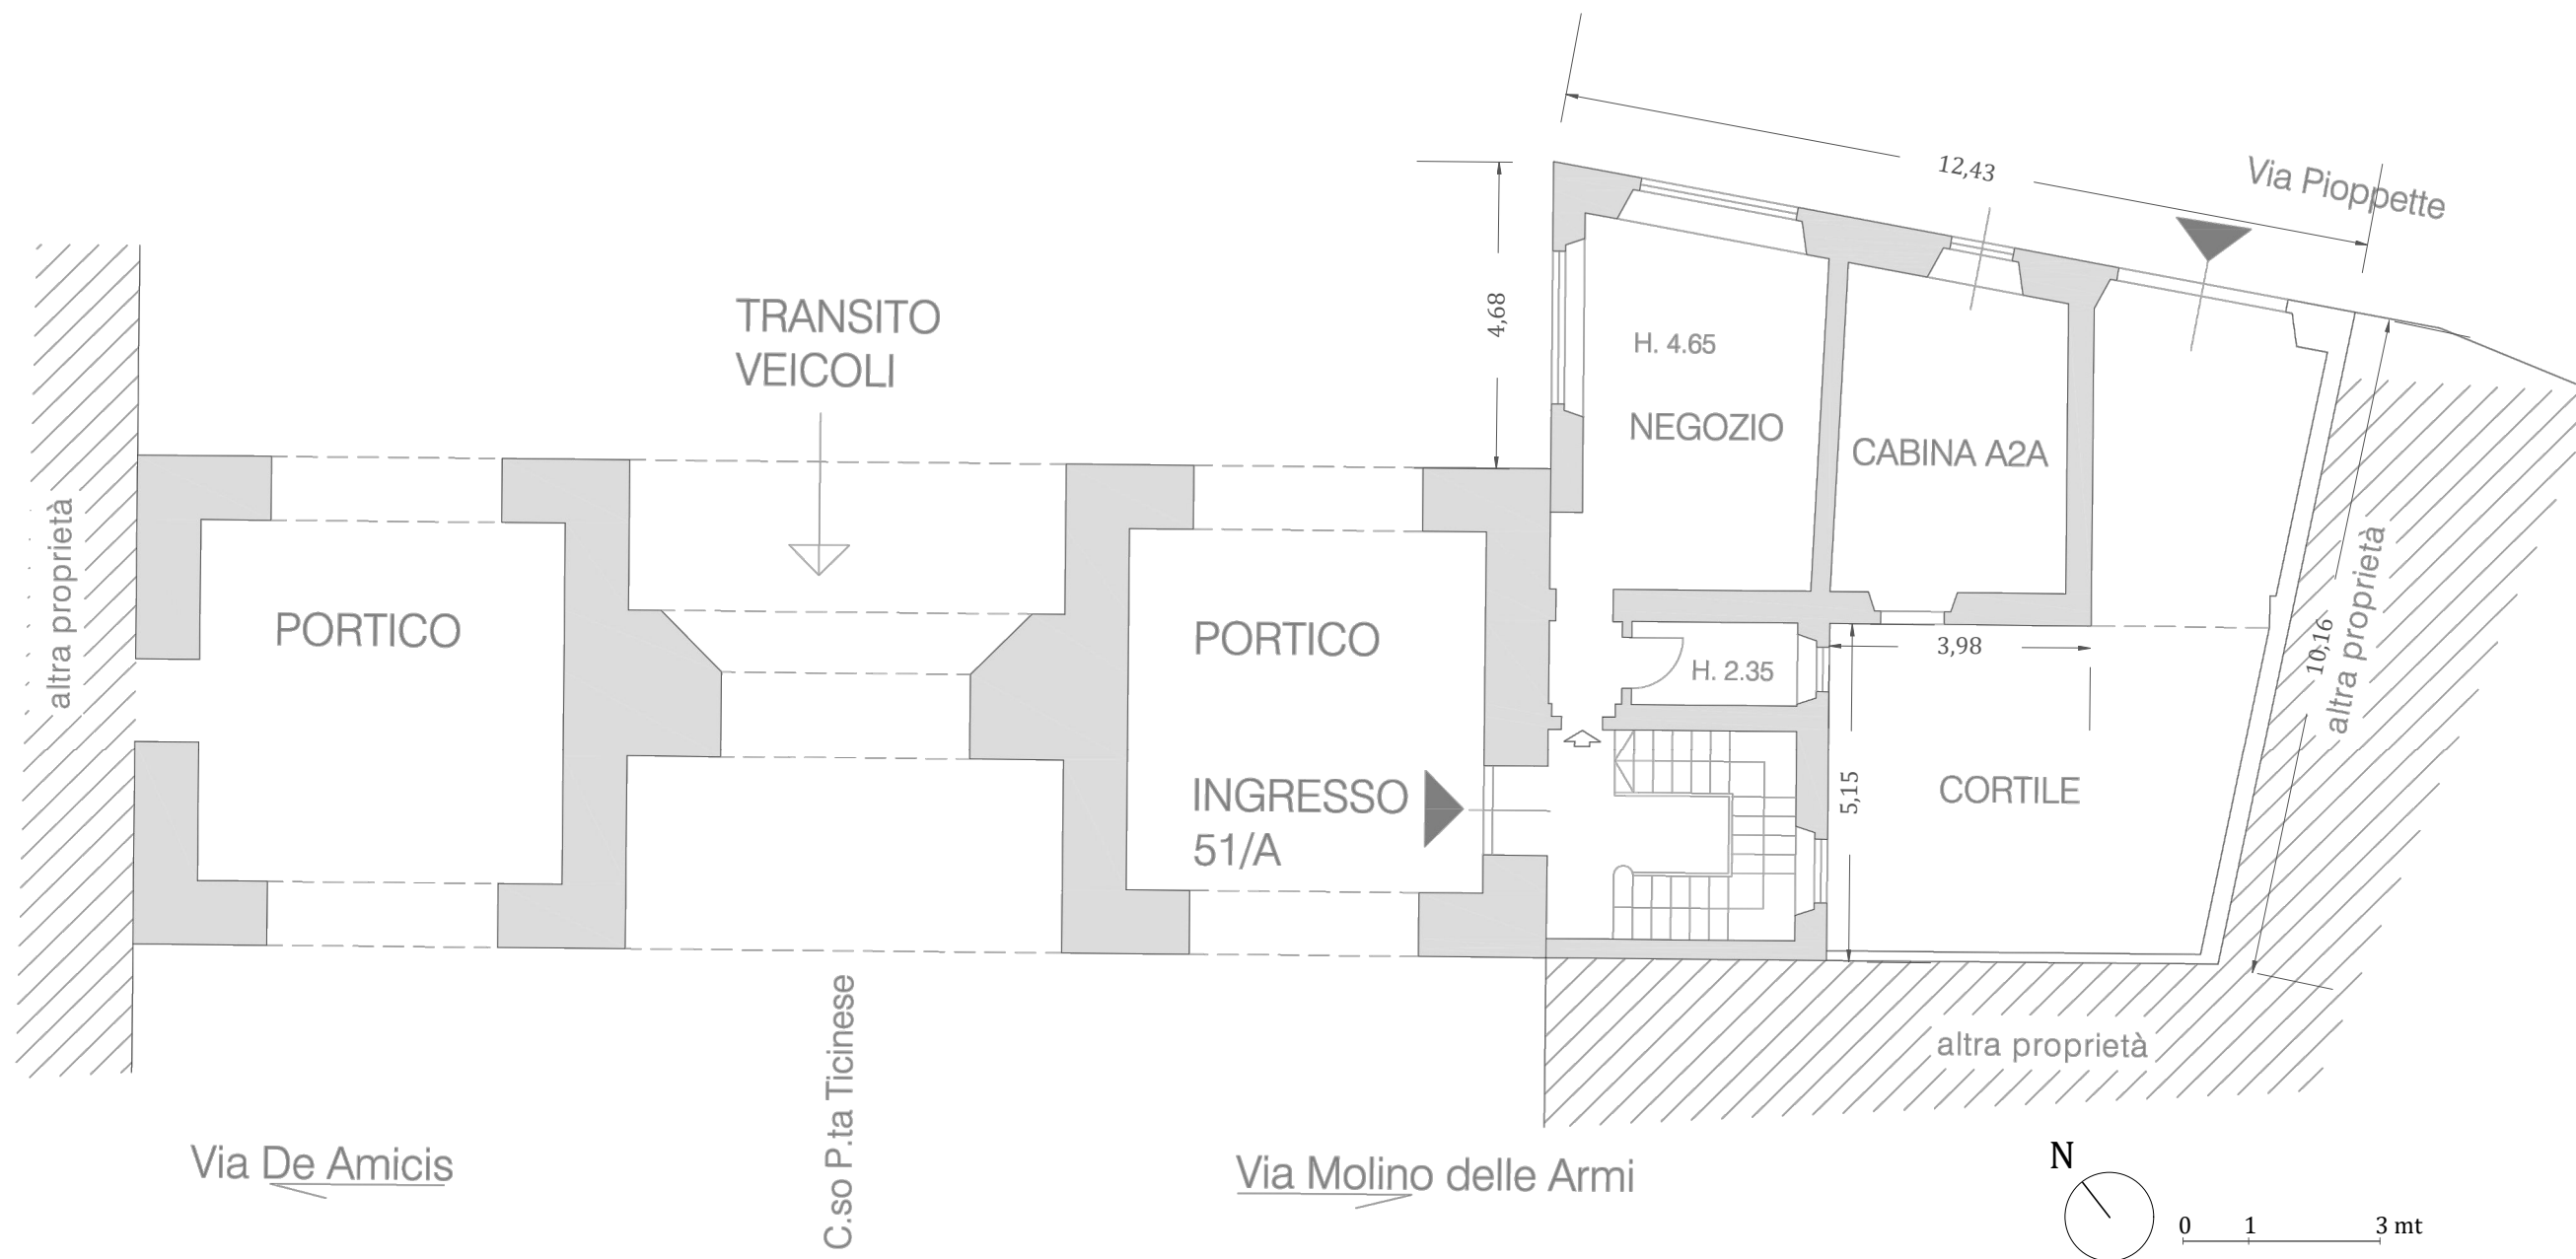 12,43
Via Pioppette
4,68
TRANSITO
VEICOLI
H. 4.65
NEGOZIO
CABINA A2A
altra proprietà
PORTICO
PORTICO
H. 2.35
3,98
10,16
altra proprietà
INGRESSO
51/A
5,15
CORTILE
C.so P.ta Ticinese
altra proprietà
Via De Amicis
Via Molino delle Armi
N
0 1 3 mt